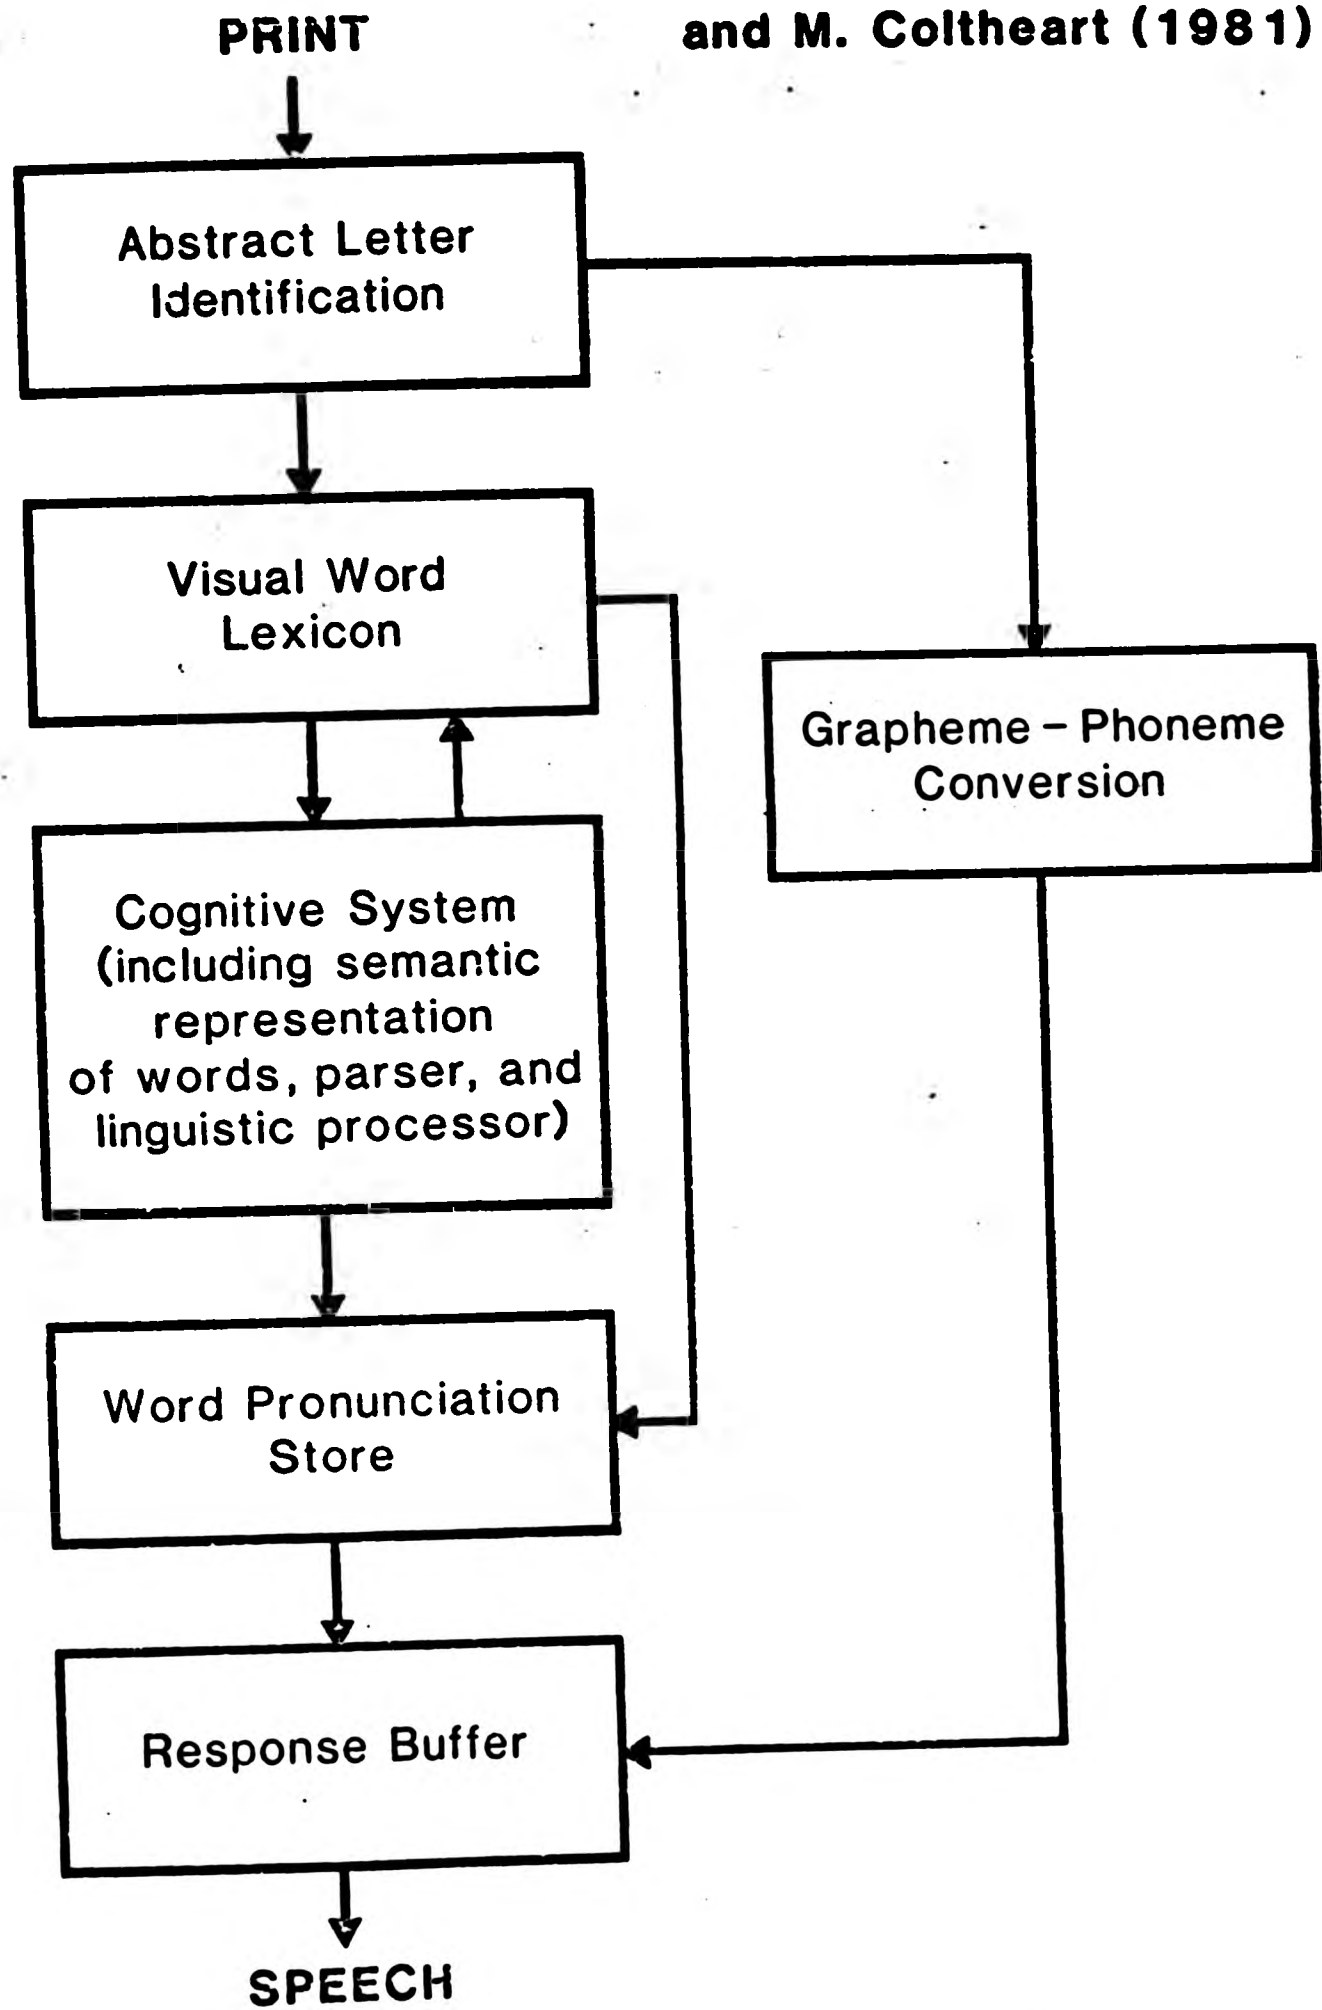 PRINT
and M. Coltheart (1981)
Abstract Letter
Identification
Visual Word
Lexicon
Grapheme – Phoneme
Conversion
Cognitive System
(including semantic
representation
of words, parser, and
linguistic processor)
Word Pronunciation
Store
Response Buffer
SPEECH